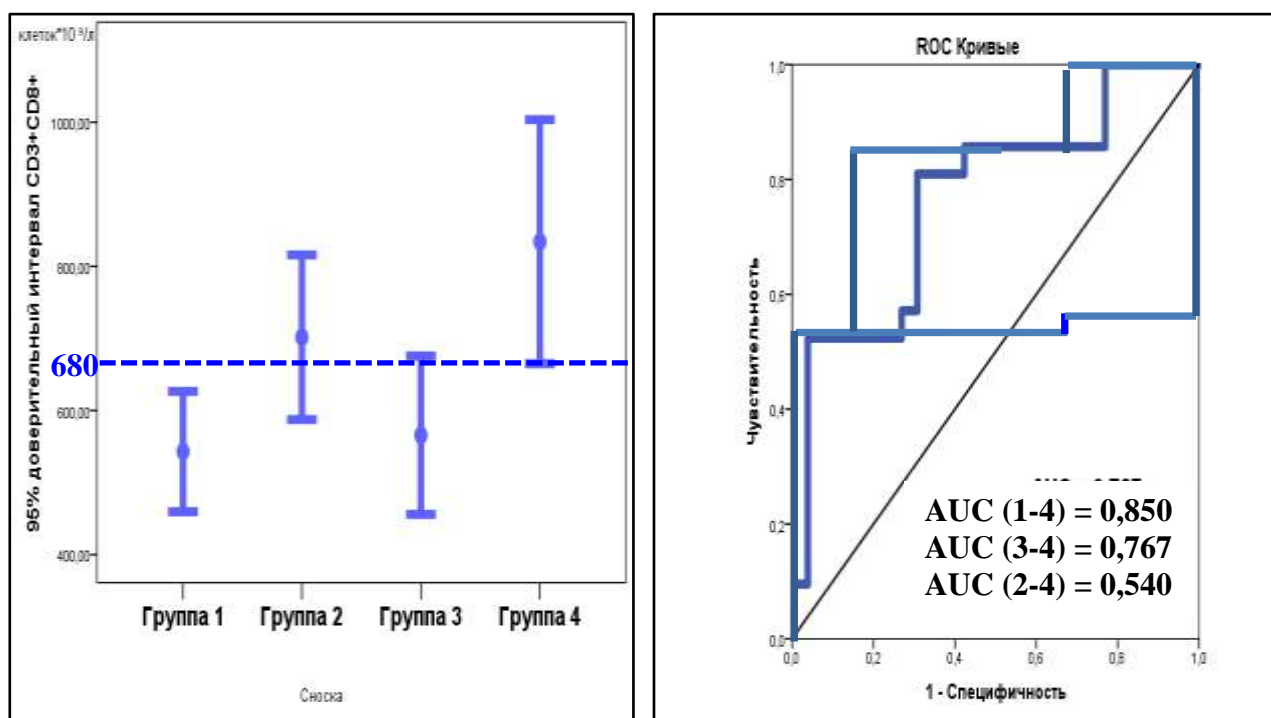 клеток*10⁹/л
95% доверительный интервал CD3+CD8+
1000,00
800,00
680
600,00
400,00
Группа 1
Группа 2
Группа 3
Группа 4
Сноска
ROC Кривые
Чувствительность
1,0
0,8
0,6
0,4
0,2
0,0
AUC (1-4) = 0,850
AUC (3-4) = 0,767
AUC (2-4) = 0,540
0,0
0,2
0,4
0,6
0,8
1,0
1 - Специфичность